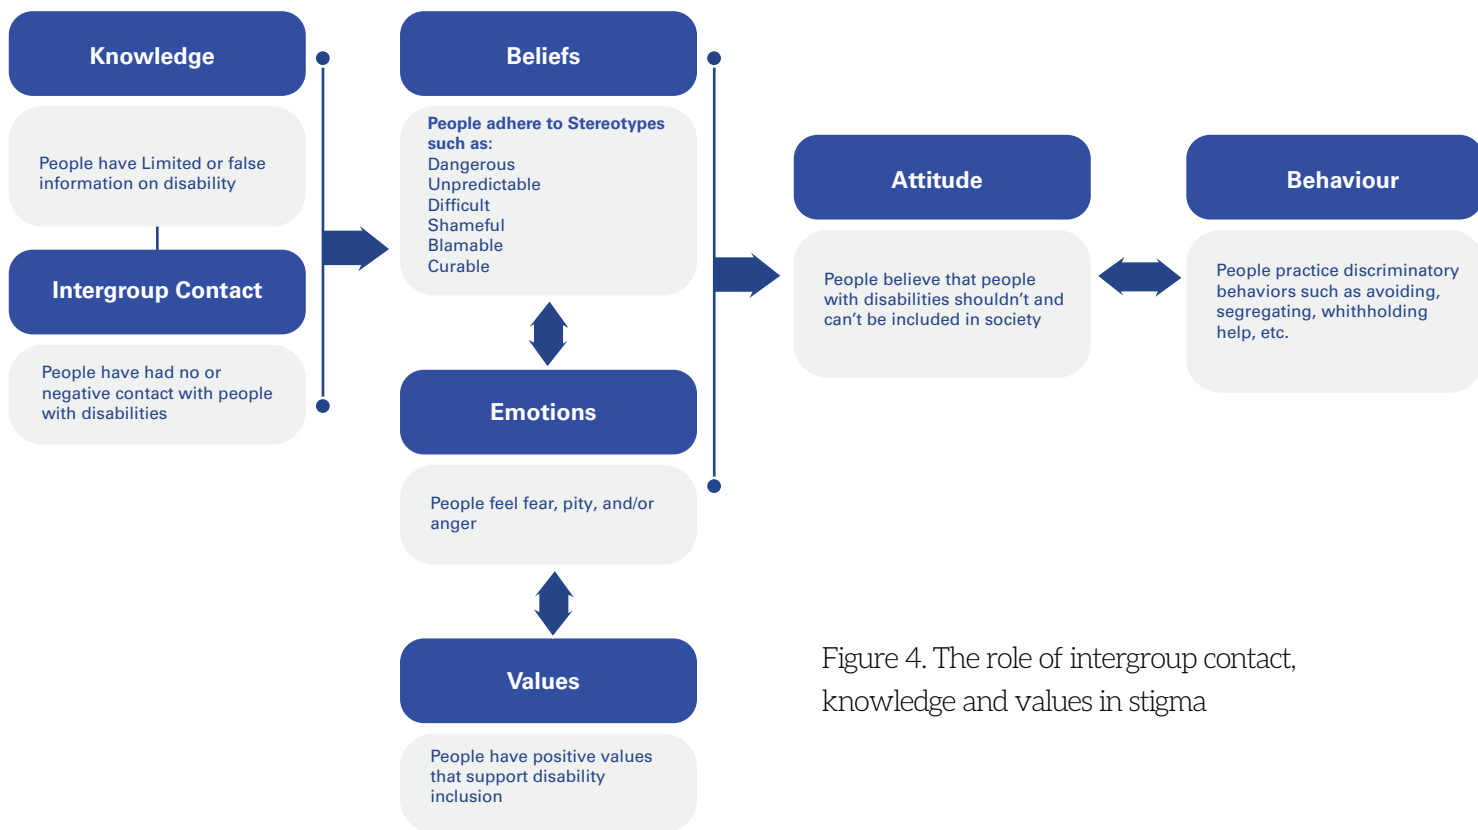 Knowledge
People have Limited or false
information on disability
Intergroup Contact
People have had no or
negative contact with people
with disabilities
Beliefs
People adhere to Stereotypes
such as:
Dangerous
Unpredictable
Difficult
Shameful
Blamable
Curable
Emotions
People feel fear, pity, and/or
anger
Values
People have positive values
that support disability
inclusion
Attitude
People believe that people
with disabilities shouldn’t and
can’t be included in society
Behaviour
People practice discriminatory
behaviors such as avoiding,
segregating, whithholding
help, etc.
Figure 4. The role of intergroup contact,
knowledge and values in stigma